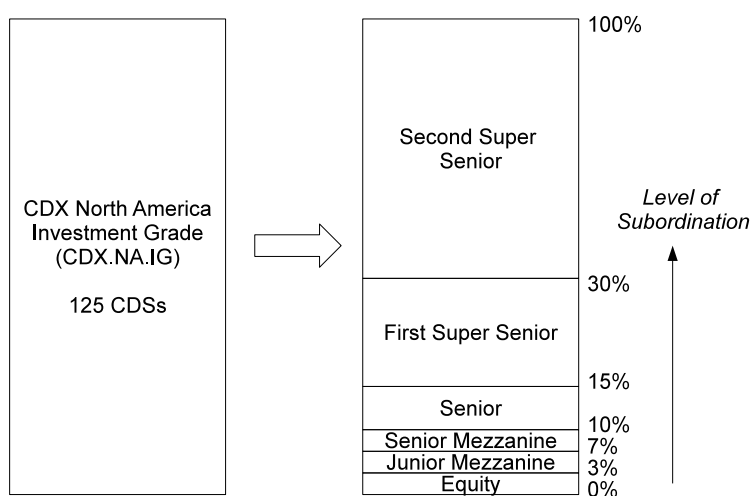 CDX North America
Investment Grade
(CDX.NA.IG)
125 CDSs
100%
Second Super
Senior
Level of
Subordination
30%
First Super Senior
15%
Senior
10%
Senior Mezzanine
7%
Junior Mezzanine
3%
Equity
0%